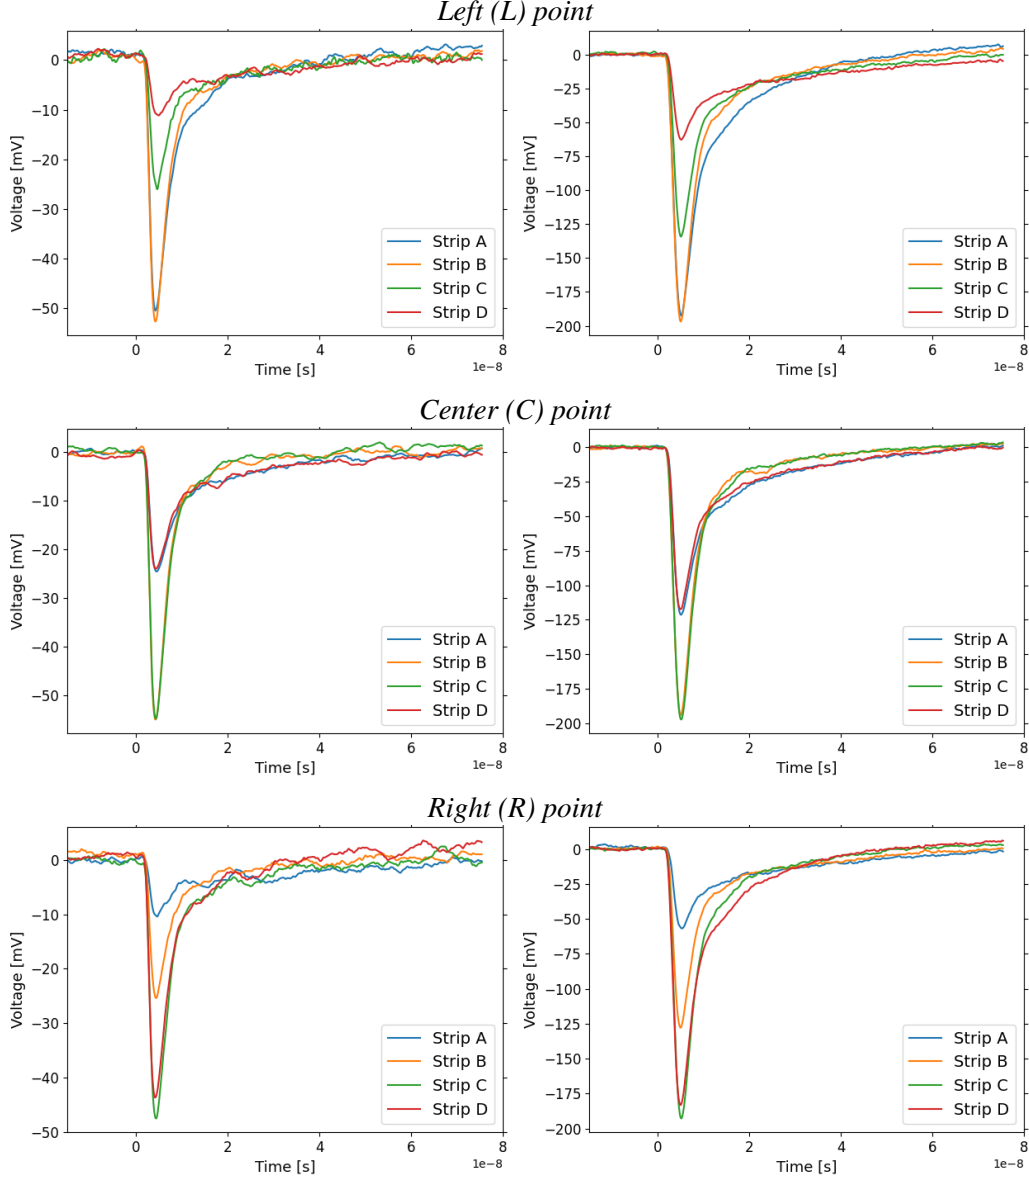 Left (L) point
0
−10
−20
−30
−40
−50
Voltage [mV]
Strip A
Strip B
Strip C
Strip D
0 2 4 6 8
Time [s]
1e−8
0
−25
−50
−75
−100
−125
−150
−175
−200
Voltage [mV]
Strip A
Strip B
Strip C
Strip D
0 2 4 6 8
Time [s]
1e−8
Center (C) point
0
−10
−20
−30
−40
−50
Voltage [mV]
Strip A
Strip B
Strip C
Strip D
0 2 4 6 8
Time [s]
1e−8
0
−25
−50
−75
−100
−125
−150
−175
−200
Voltage [mV]
Strip A
Strip B
Strip C
Strip D
0 2 4 6 8
Time [s]
1e−8
Right (R) point
0
−10
−20
−30
−40
−50
Voltage [mV]
Strip A
Strip B
Strip C
Strip D
0 2 4 6 8
Time [s]
1e−8
0
−25
−50
−75
−100
−125
−150
−175
−200
Voltage [mV]
Strip A
Strip B
Strip C
Strip D
0 2 4 6 8
Time [s]
1e−8